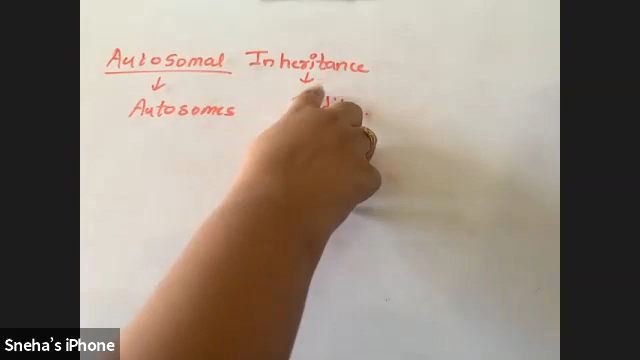 Autosomal Inheritance
↓ ↓
Autosomes
Sneha's iPhone